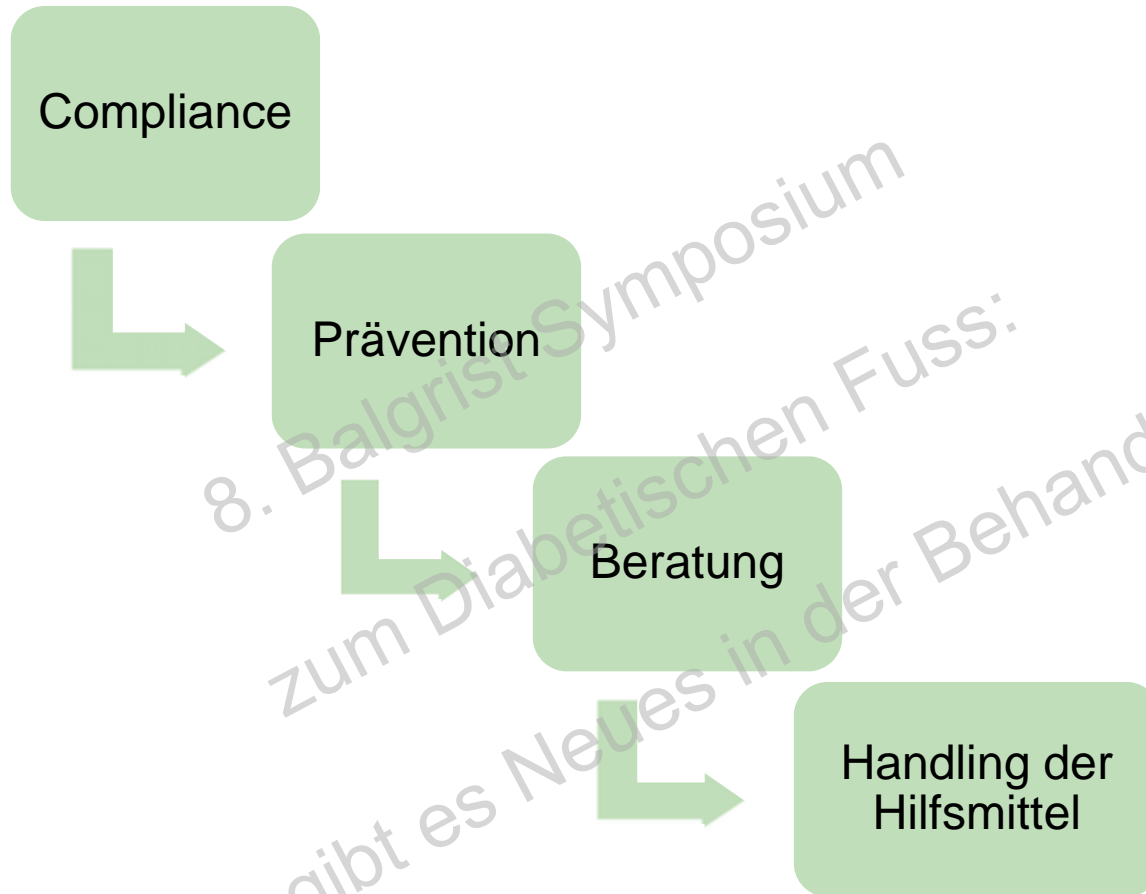 Compliance
Prävention
Beratung
Handling der
Hilfsmittel
8. Balgrist Symposium
zum Diabetischen Fuss:
gibt es Neues in der